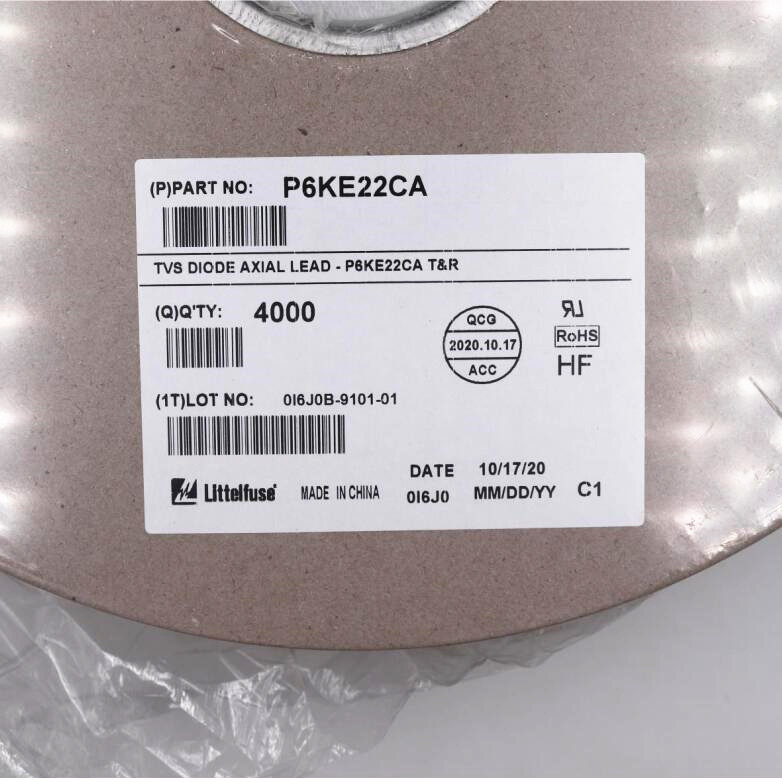 (P)PART NO: P6KE22CA
TVS DIODE AXIAL LEAD - P6KE22CA T&R
(Q)Q'TY: 4000
QCG
2020.10.17
ACC
RU
RoHS
HF
(1T)LOT NO: 0I6J0B-9101-01
Littelfuse MADE IN CHINA
DATE 10/17/20
0I6J0 MM/DD/YY C1